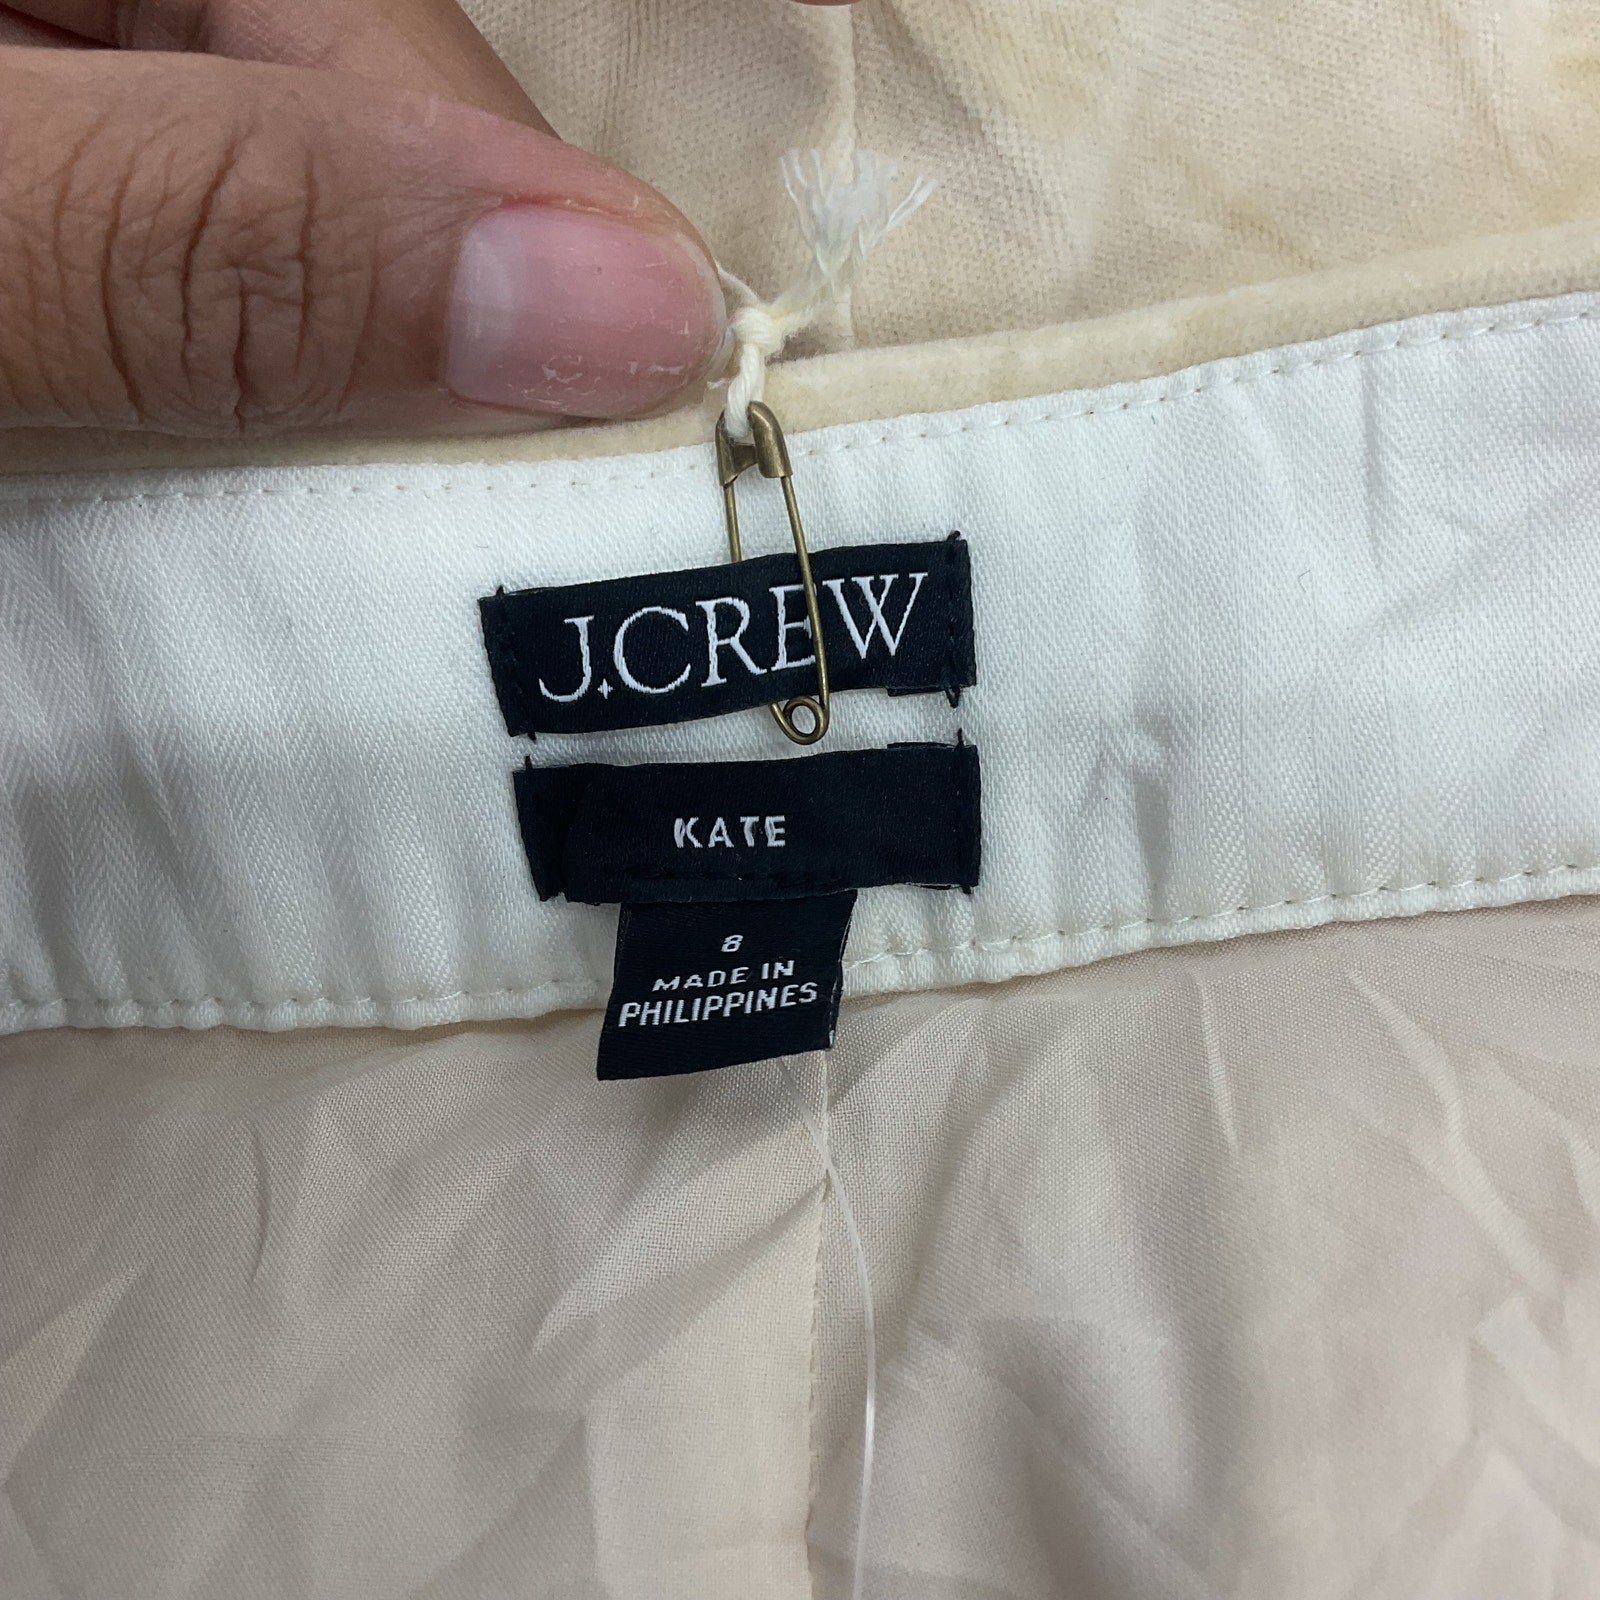 J.CREW
KATE
8
MADE IN
PHILIPPINES